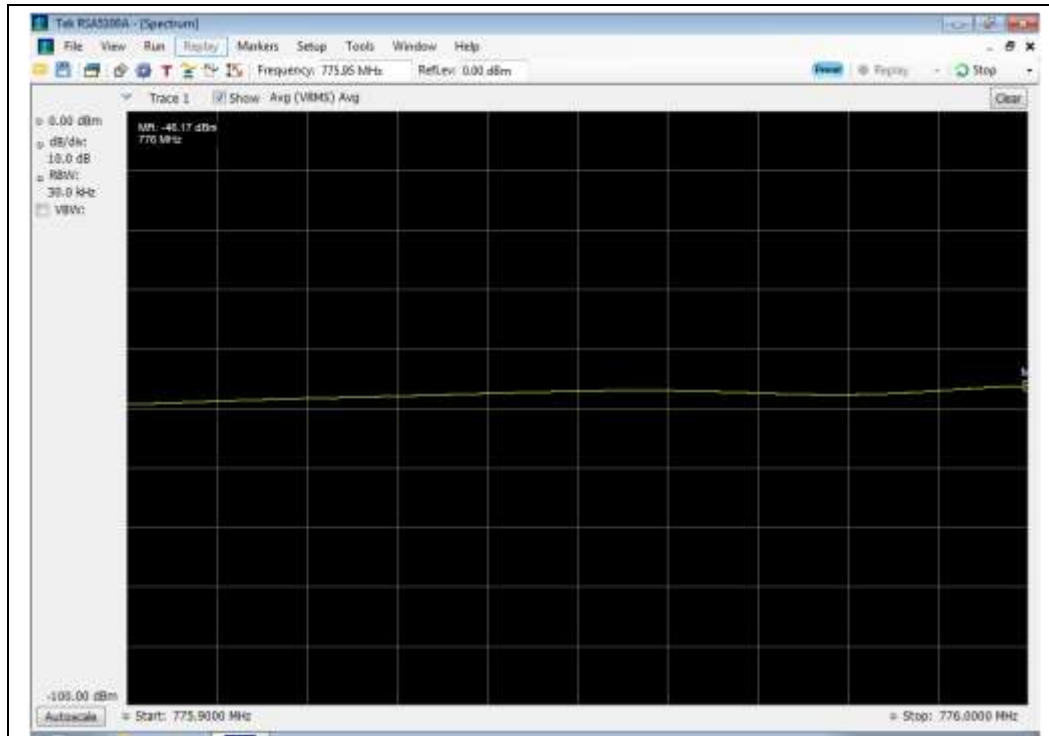 Tek RSA5100A - [Spectrum]
File View Run Replay Markers Setup Tools Window Help
Frequency: 775.95 MHz RefLev: 0.00 dBm Preset Replay Stop
Trace 1 Show Avg (VRMS) Avg Clear
0.00 dBm
dB/div:
10.0 dB
RBW:
30.0 kHz
VBW:
MR: -46.17 dBm
776 MHz
-100.00 dBm
Autoscale Start: 775.9000 MHz Stop: 776.0000 MHz